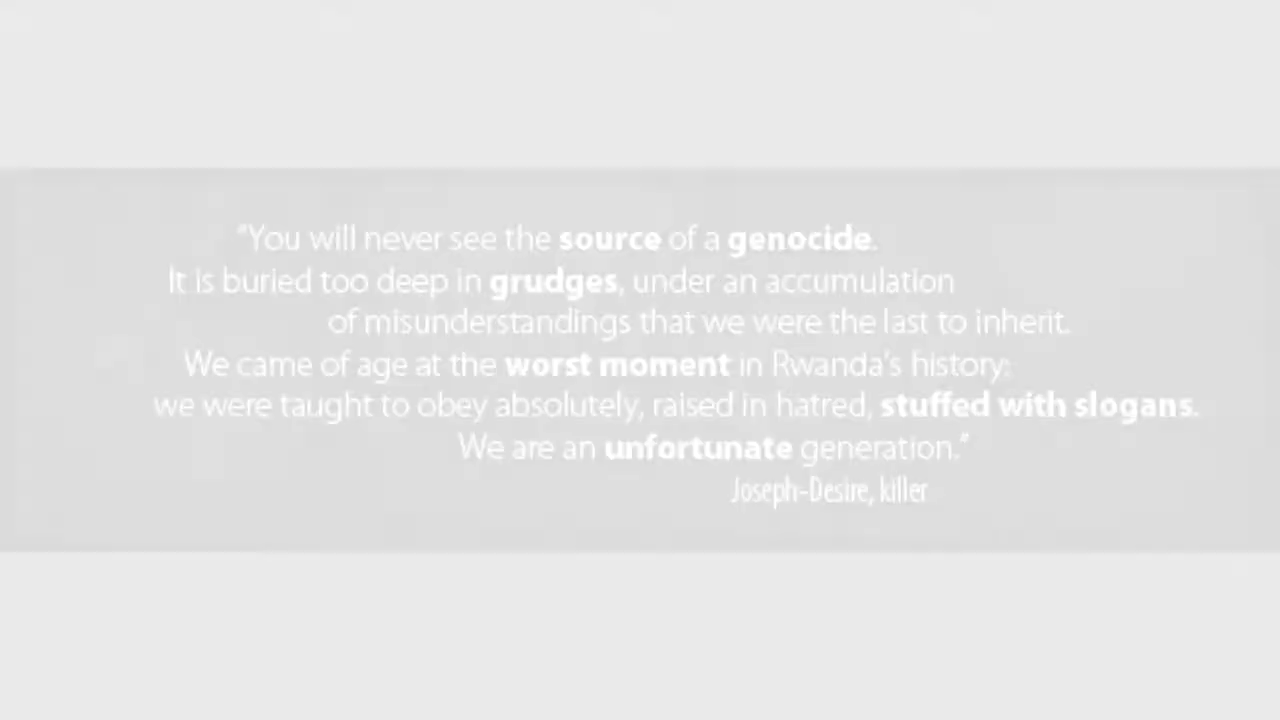 “You will never see the source of a genocide.
It is buried too deep in grudges, under an accumulation
of misunderstandings that we were the last to inherit.
We came of age at the worst moment in Rwanda’s history:
we were taught to obey absolutely, raised in hatred, stuffed with slogans.
We are an unfortunate generation.”
Joseph-Desire, killer